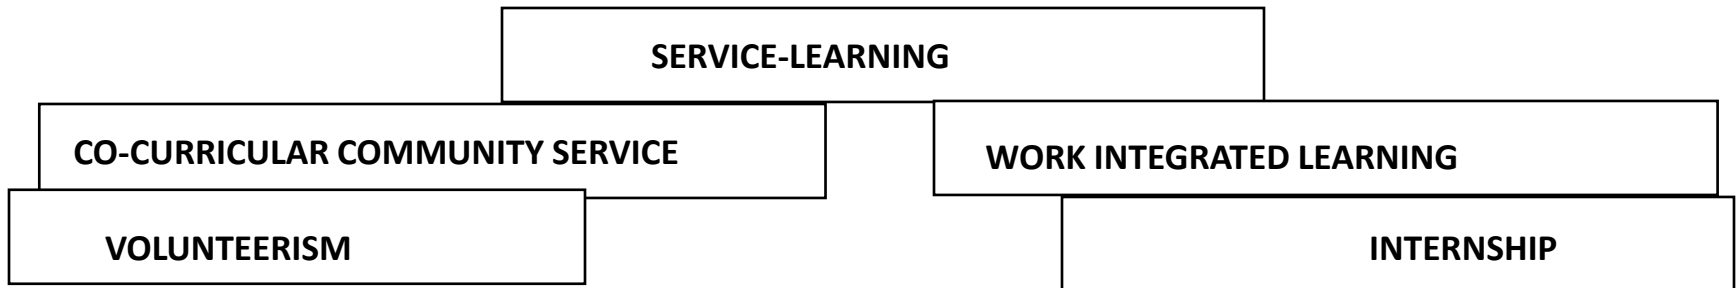 SERVICE-LEARNING
CO-CURRICULAR COMMUNITY SERVICE
WORK INTEGRATED LEARNING
VOLUNTEERISM
INTERNSHIP